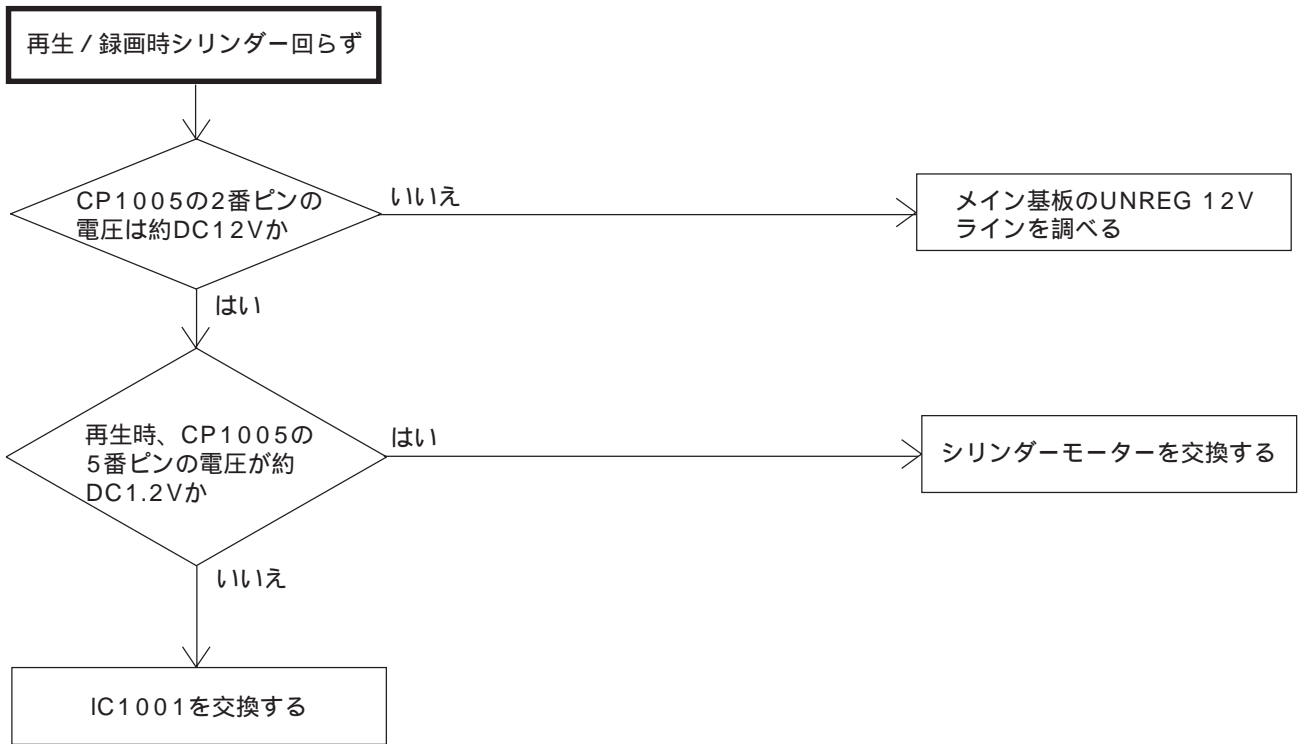 再生 / 録画時シリンダー回らず
CP1005の2番ピンの
電圧は約DC12Vか
いいえ
メイン基板のUNREG 12V
ラインを調べる
はい
再生時、CP1005の
5番ピンの電圧が約
DC1.2Vか
はい
シリンダーモーターを交換する
いいえ
IC1001を交換する